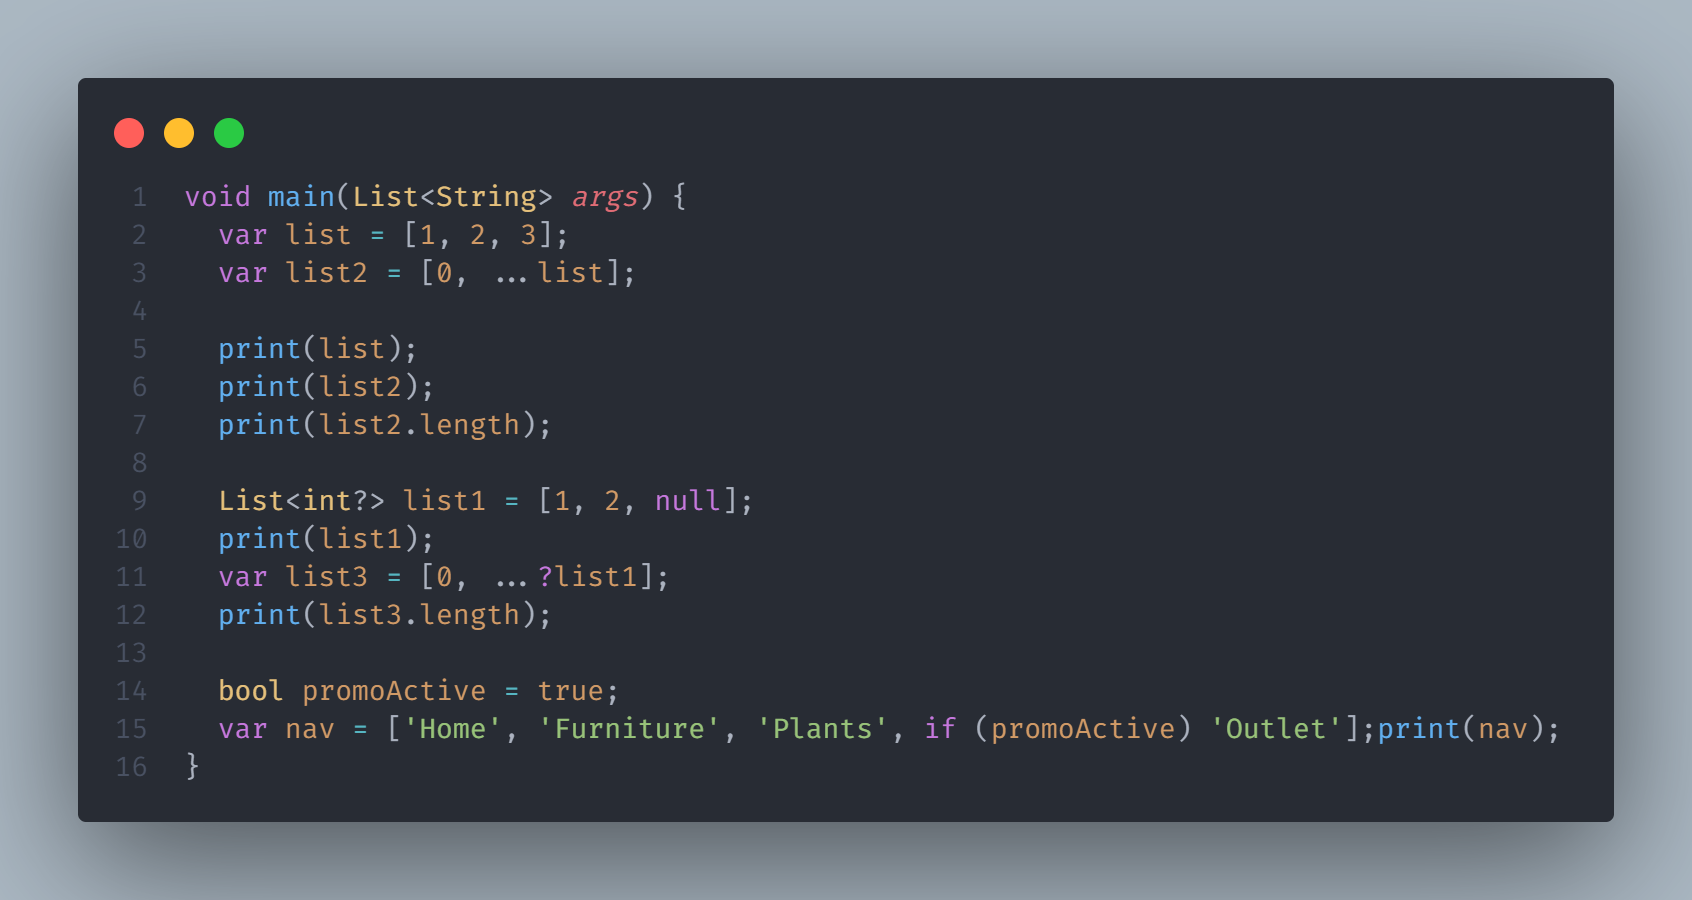 1 void main(List<String> args) {
2   var list = [1, 2, 3];
3   var list2 = [0, ...list];
4
5   print(list);
6   print(list2);
7   print(list2.length);
8
9   List<int?> list1 = [1, 2, null];
10   print(list1);
11   var list3 = [0, ...?list1];
12   print(list3.length);
13
14   bool promoActive = true;
15   var nav = ['Home', 'Furniture', 'Plants', if (promoActive) 'Outlet'];print(nav);
16 }